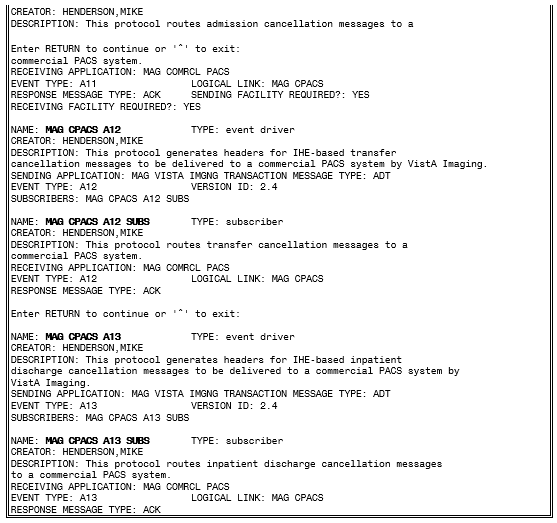 CREATOR: HENDERSON,MIKE
DESCRIPTION: This protocol routes admission cancellation messages to a
Enter RETURN to continue or '^' to exit:
commercial PACS system.
RECEIVING APPLICATION: MAG COMRCL PACS
EVENT TYPE: A11 LOGICAL LINK: MAG CPACS
RESPONSE MESSAGE TYPE: ACK SENDING FACILITY REQUIRED?: YES
RECEIVING FACILITY REQUIRED?: YES
NAME: MAG CPACS A12 TYPE: event driver
CREATOR: HENDERSON,MIKE
DESCRIPTION: This protocol generates headers for IHE-based transfer
cancellation messages to be delivered to a commercial PACS system by VistA Imaging.
SENDING APPLICATION: MAG VISTA IMGNG TRANSACTION MESSAGE TYPE: ADT
EVENT TYPE: A12 VERSION ID: 2.4
SUBSCRIBERS: MAG CPACS A12 SUBS
NAME: MAG CPACS A12 SUBS TYPE: subscriber
CREATOR: HENDERSON,MIKE
DESCRIPTION: This protocol routes transfer cancellation messages to a
commercial PACS system.
RECEIVING APPLICATION: MAG COMRCL PACS
EVENT TYPE: A12 LOGICAL LINK: MAG CPACS
RESPONSE MESSAGE TYPE: ACK
Enter RETURN to continue or '^' to exit:
NAME: MAG CPACS A13 TYPE: event driver
CREATOR: HENDERSON,MIKE
DESCRIPTION: This protocol generates headers for IHE-based inpatient
discharge cancellation messages to be delivered to a commercial PACS system by
VistA Imaging.
SENDING APPLICATION: MAG VISTA IMGNG TRANSACTION MESSAGE TYPE: ADT
EVENT TYPE: A13 VERSION ID: 2.4
SUBSCRIBERS: MAG CPACS A13 SUBS
NAME: MAG CPACS A13 SUBS TYPE: subscriber
CREATOR: HENDERSON,MIKE
DESCRIPTION: This protocol routes inpatient discharge cancellation messages
to a commercial PACS system.
RECEIVING APPLICATION: MAG COMRCL PACS
EVENT TYPE: A13 LOGICAL LINK: MAG CPACS
RESPONSE MESSAGE TYPE: ACK